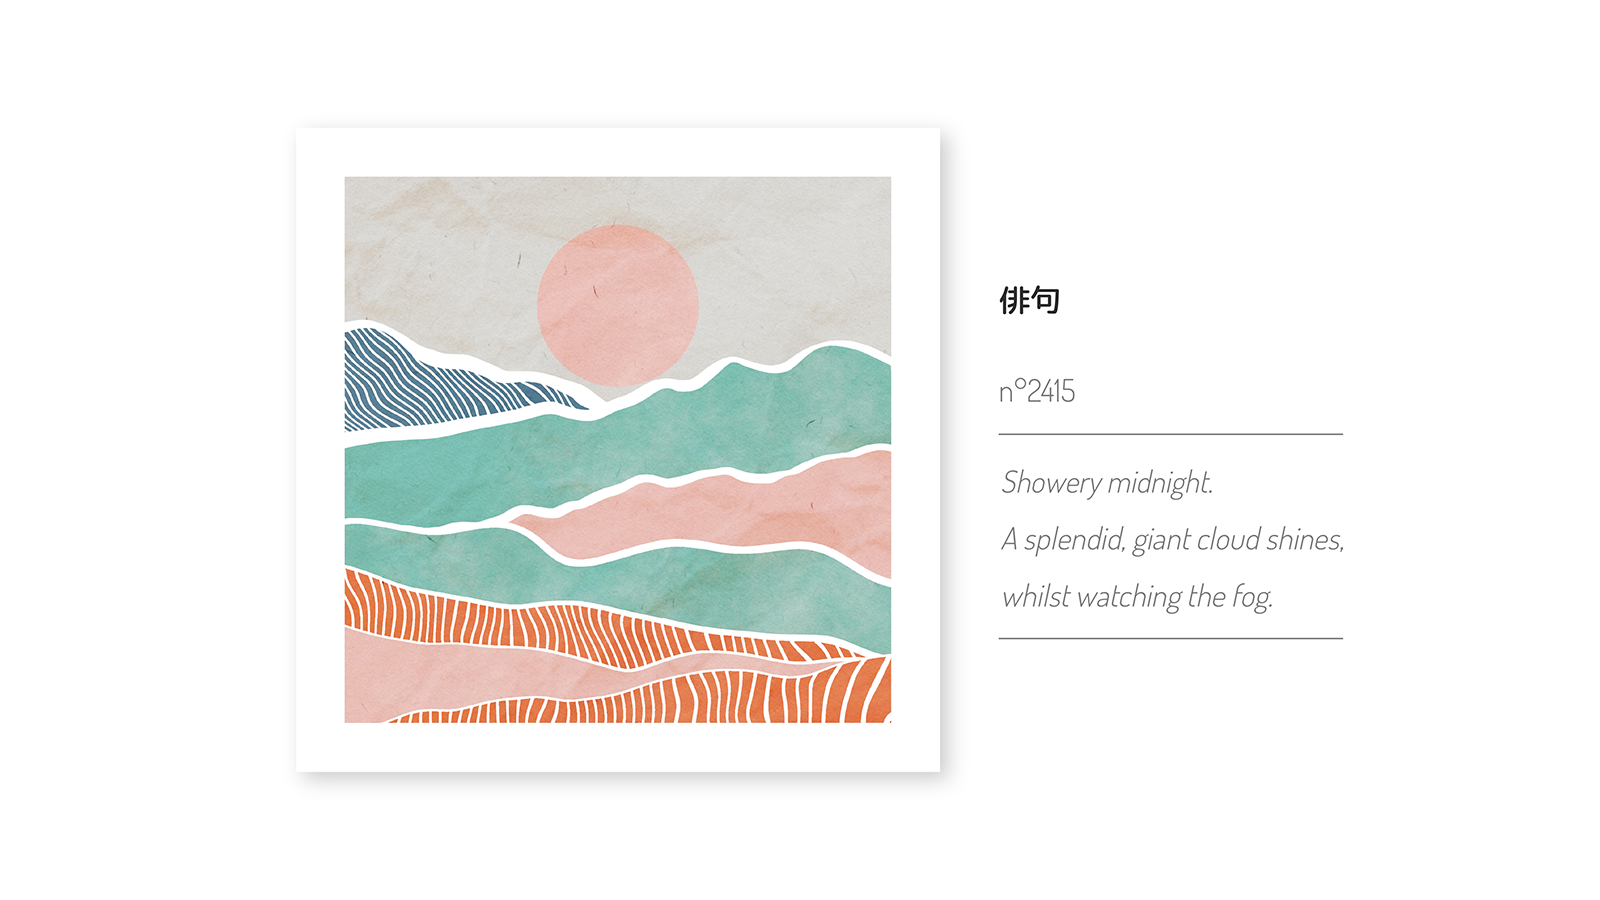 俳句
n°2415
Showery midnight.
A splendid, giant cloud shines,
whilst watching the fog.